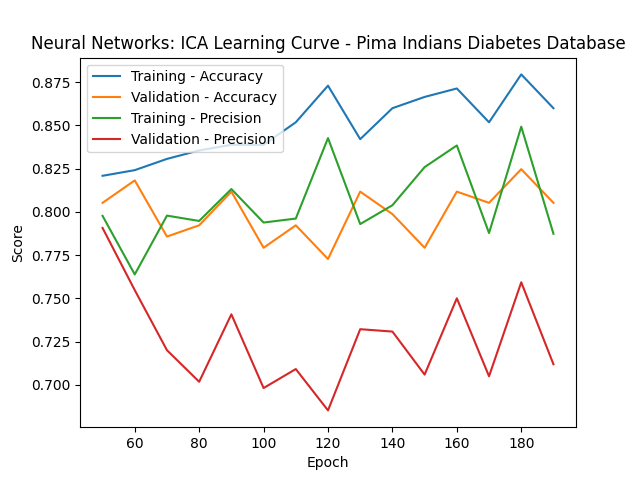 Neural Networks: ICA Learning Curve - Pima Indians Diabetes Database
Training - Accuracy
Validation - Accuracy
Training - Precision
Validation - Precision
0.875
0.850
0.825
0.800
0.775
0.750
0.725
0.700
Score
60 80 100 120 140 160 180
Epoch